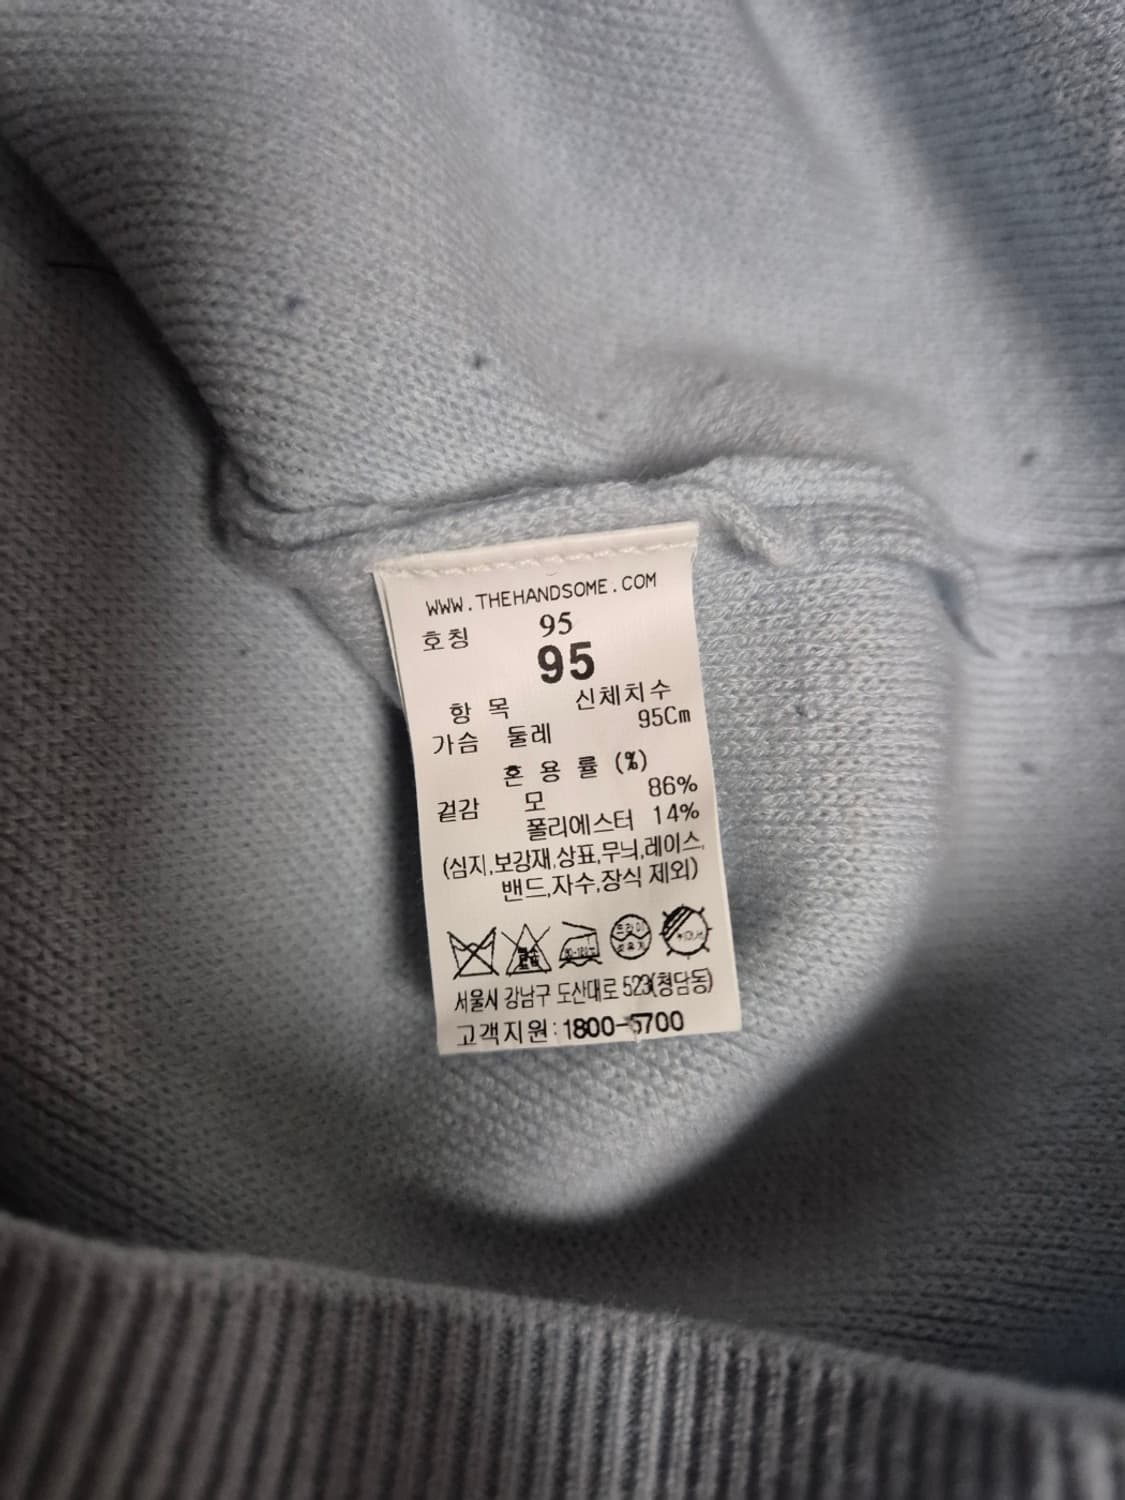 WWW.THEHANDSOME.COM
호칭 95
95
항 목 신체치수
가슴 둘레 95Cm
혼 용 률 (%)
겉감 모 86%
폴리에스터 14%
(심지,보강재,상표,무늬,레이스,
밴드,자수,장식 제외)
서울시 강남구 도산대로 523(청담동)
고객지원:1800-5700